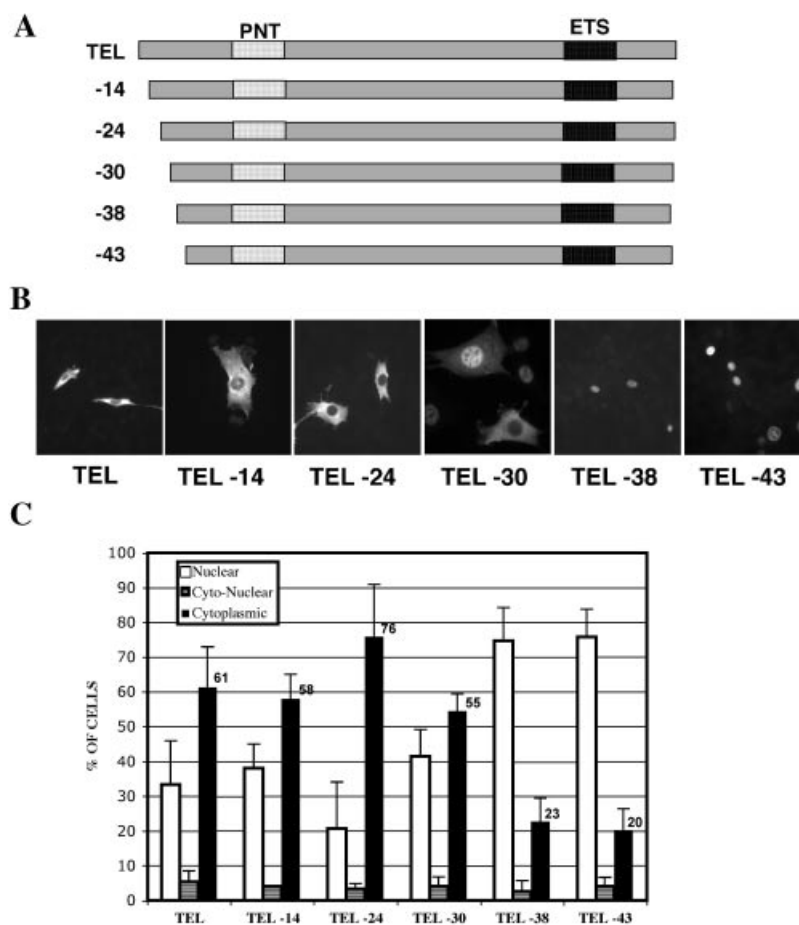 A
PNT
ETS
TEL
-14
-24
-30
-38
-43
B
TEL
TEL -14
TEL -24
TEL -30
TEL -38
TEL -43
C
% OF CELLS
100
90
80
70
60
50
40
30
20
10
0
Nuclear
Cyto-Nuclear
Cytoplasmic
61
58
76
55
23
20
TEL
TEL -14
TEL -24
TEL -30
TEL -38
TEL -43